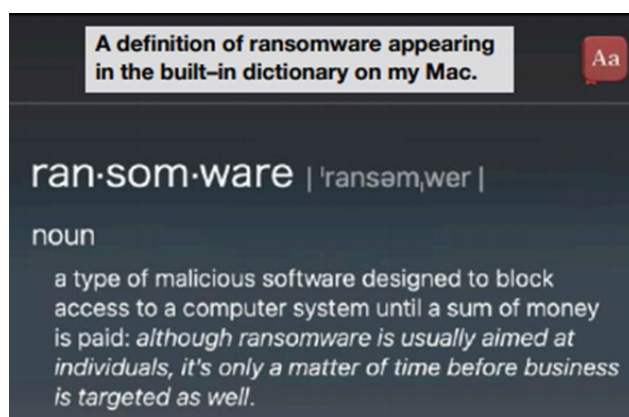 A definition of ransomware appearing
in the built–in dictionary on my Mac.
Aa
ran·som·ware | ˈransəmˌwer |
noun
a type of malicious software designed to block
access to a computer system until a sum of money
is paid: although ransomware is usually aimed at
individuals, it's only a matter of time before business
is targeted as well.